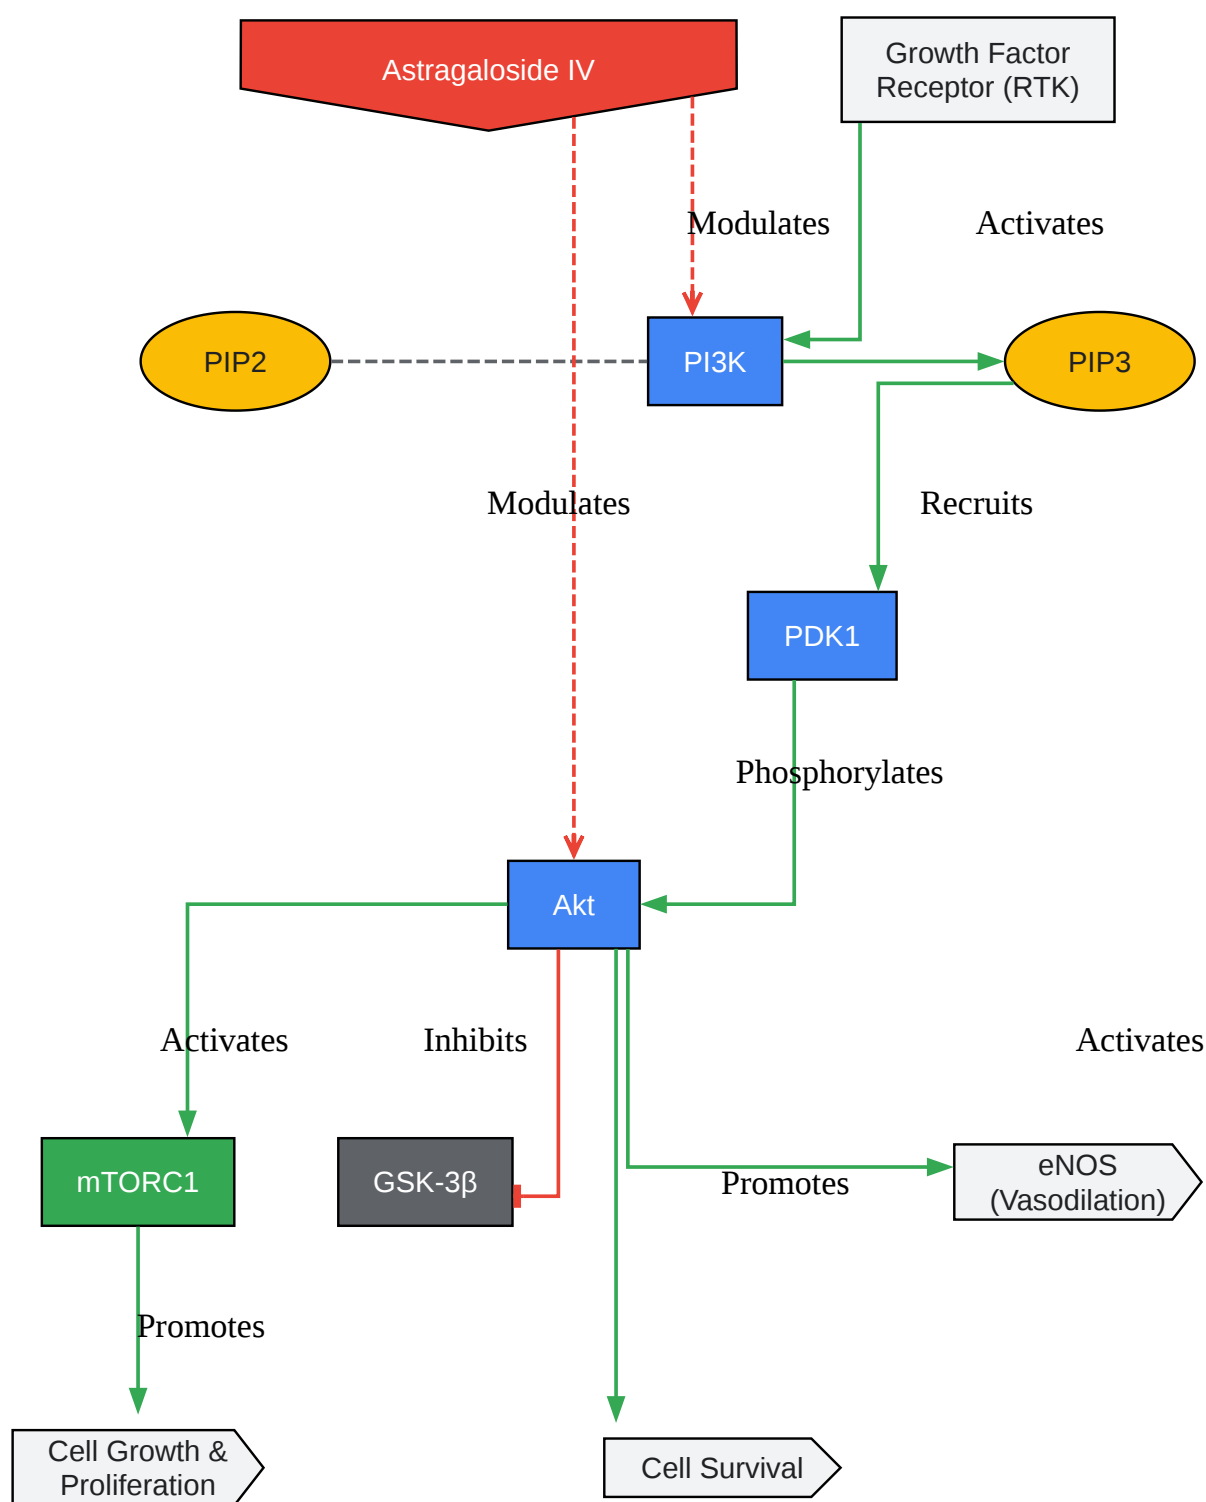 Astragaloside IV
Growth Factor
Receptor (RTK)
Modulates
Activates
PIP2
PI3K
PIP3
Modulates
Recruits
PDK1
Phosphorylates
Akt
Activates
Inhibits
Activates
mTORC1
GSK-3β
Promotes
eNOS
(Vasodilation)
Promotes
Cell Growth &
Proliferation
Cell Survival